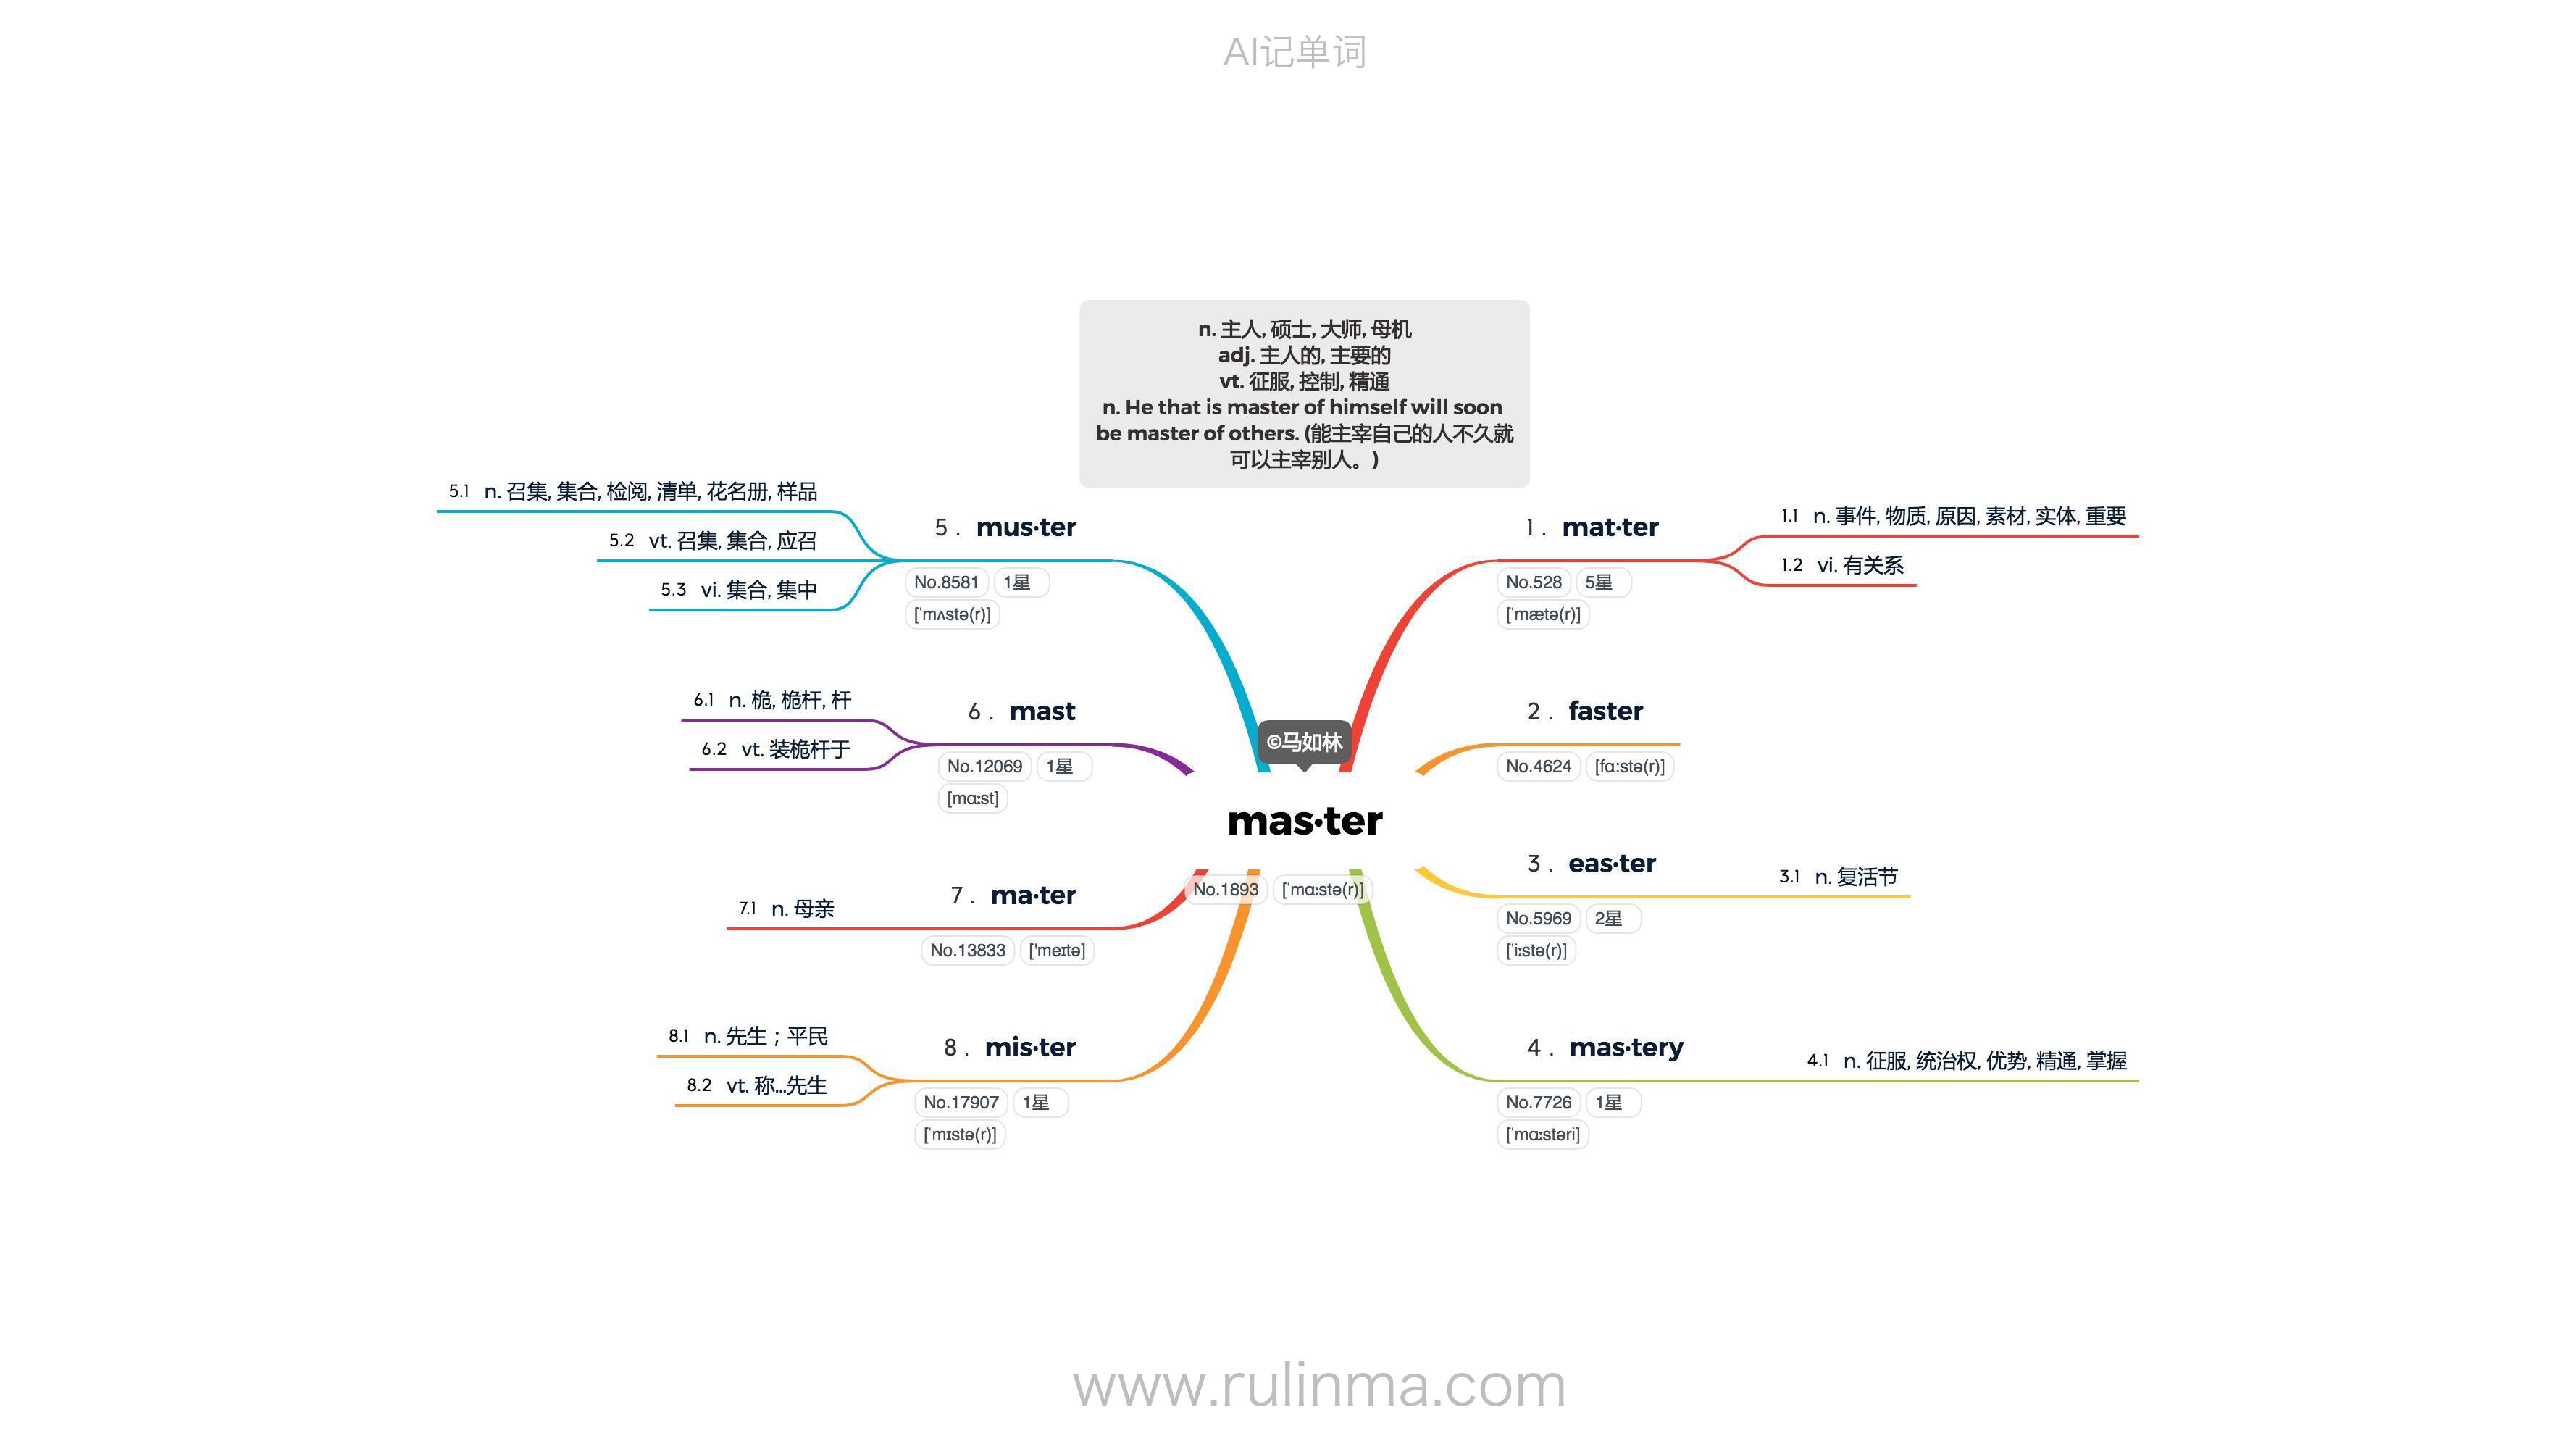 AI记单词
n. 主人, 硕士, 大师, 母机
adj. 主人的, 主要的
vt. 征服, 控制, 精通
n. He that is master of himself will soon
be master of others. (能主宰自己的人不久就
可以主宰别人。)
©马如林
mas·ter
No.1893 [ˈmɑːstə(r)]
1 . mat·ter
No.528 5星
[ˈmætə(r)]
1.1 n. 事件, 物质, 原因, 素材, 实体, 重要
1.2 vi. 有关系
2 . faster
No.4624 [fɑ:stə(r)]
3 . eas·ter
No.5969 2星
[ˈiːstə(r)]
3.1 n. 复活节
4 . mas·tery
No.7726 1星
[ˈmɑːstəri]
4.1 n. 征服, 统治权, 优势, 精通, 掌握
5 . mus·ter
No.8581 1星
[ˈmʌstə(r)]
5.1 n. 召集, 集合, 检阅, 清单, 花名册, 样品
5.2 vt. 召集, 集合, 应召
5.3 vi. 集合, 集中
6 . mast
No.12069 1星
[mɑːst]
6.1 n. 桅, 桅杆, 杆
6.2 vt. 装桅杆于
7 . ma·ter
No.13833 ['meɪtə]
7.1 n. 母亲
8 . mis·ter
No.17907 1星
[ˈmɪstə(r)]
8.1 n. 先生；平民
8.2 vt. 称...先生
www.rulinma.com